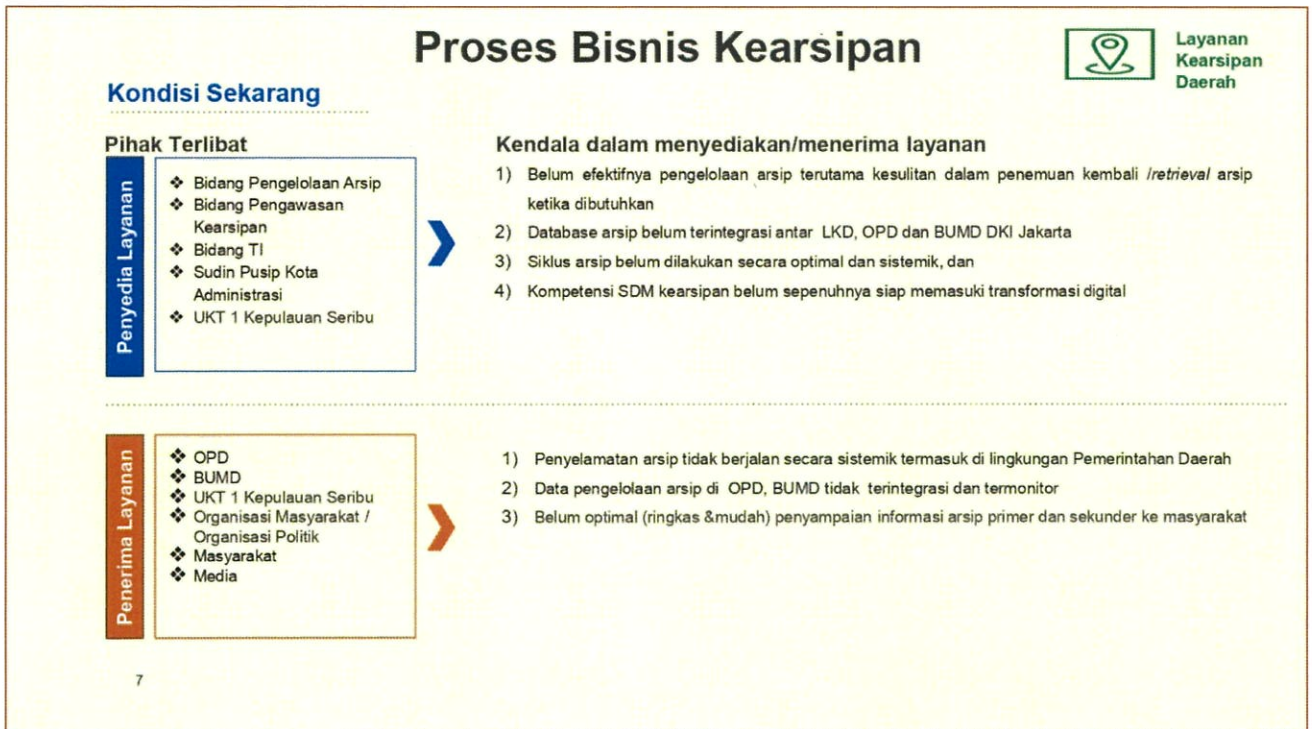 Proses Bisnis Kearsipan
Layanan
Kearsipan
Daerah
Kondisi Sekarang
Pihak Terlibat
Penyedia Layanan
❖ Bidang Pengelolaan Arsip
❖ Bidang Pengawasan
Kearsipan
❖ Bidang TI
❖ Sudin Pusip Kota
Administrasi
❖ UKT 1 Kepulauan Seribu
Kendala dalam menyediakan/menerima layanan
1) Belum efektifnya pengelolaan arsip terutama kesulitan dalam penemuan kembali /retrieval arsip
ketika dibutuhkan
2) Database arsip belum terintegrasi antar LKD, OPD dan BUMD DKI Jakarta
3) Siklus arsip belum dilakukan secara optimal dan sistemik, dan
4) Kompetensi SDM kearsipan belum sepenuhnya siap memasuki transformasi digital
Penerima Layanan
❖ OPD
❖ BUMD
❖ UKT 1 Kepulauan Seribu
❖ Organisasi Masyarakat /
Organisasi Politik
❖ Masyarakat
❖ Media
1) Penyelamatan arsip tidak berjalan secara sistemik termasuk di lingkungan Pemerintahan Daerah
2) Data pengelolaan arsip di OPD, BUMD tidak terintegrasi dan termonitor
3) Belum optimal (ringkas &mudah) penyampaian informasi arsip primer dan sekunder ke masyarakat
7